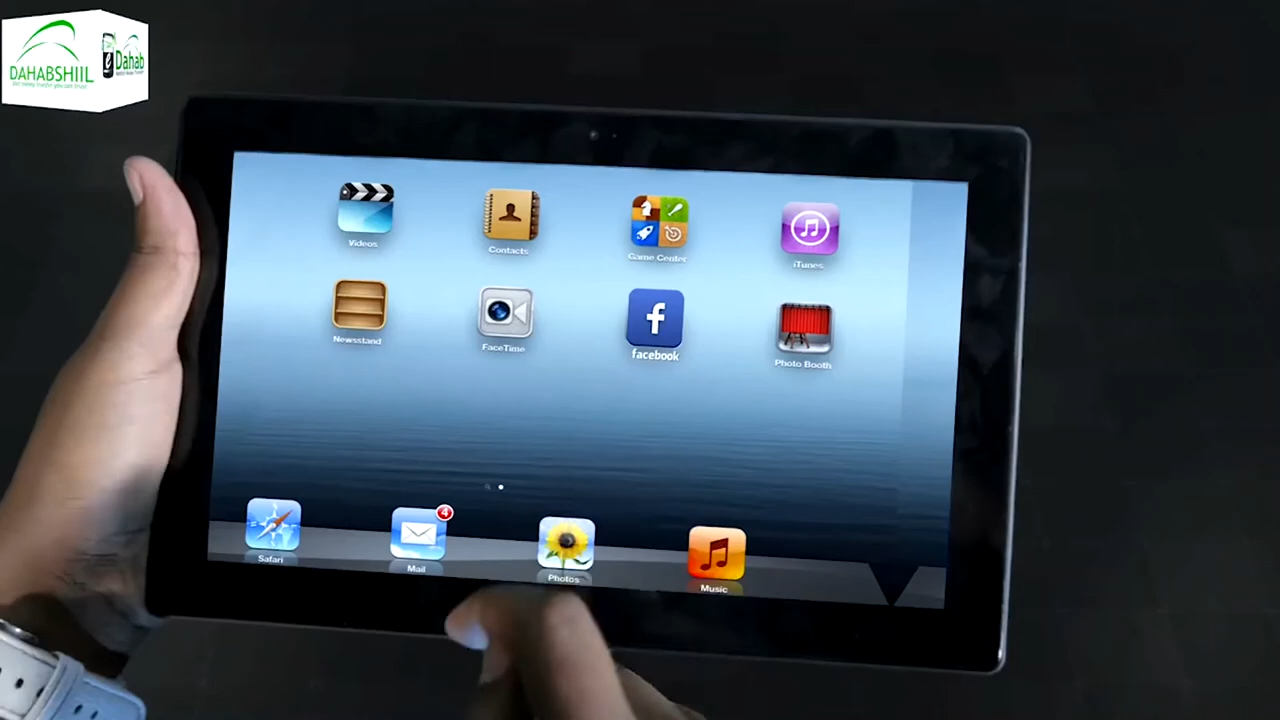 DAHABSHIIL
Dahab
Videos
Contacts
Game Center
iTunes
Newsstand
FaceTime
f
facebook
Photo Booth
4
Safari
Mail
Photos
Music